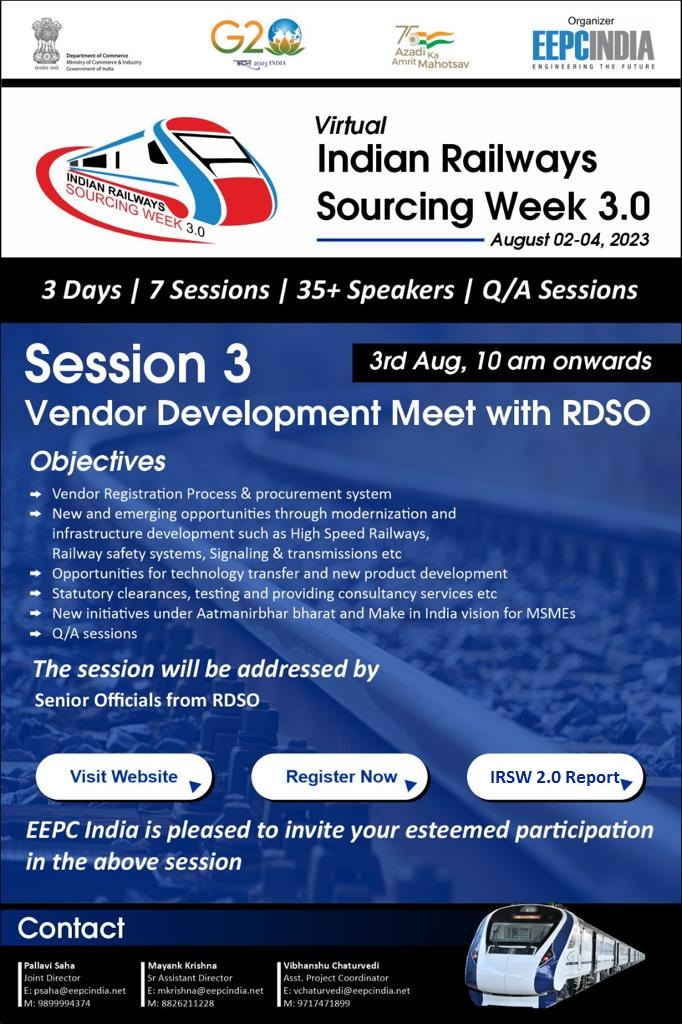 Department of Commerce
Ministry of Commerce & Industry
Government of India
G20
2023 INDIA
75
Azadi Ka
Amrit Mahotsav
Organizer
EEPCINDIA
ENGINEERING THE FUTURE
INDIAN RAILWAYS
SOURCING WEEK 3.0
Virtual
Indian Railways
Sourcing Week 3.0
August 02-04, 2023
3 Days | 7 Sessions | 35+ Speakers | Q/A Sessions
Session 3
3rd Aug, 10 am onwards
Vendor Development Meet with RDSO
Objectives
Vendor Registration Process & procurement system
New and emerging opportunities through modernization and
infrastructure development such as High Speed Railways,
Railway safety systems, Signaling & transmissions etc
Opportunities for technology transfer and new product development
Statutory clearances, testing and providing consultancy services etc
New initiatives under Aatmanirbhar bharat and Make in India vision for MSMEs
Q/A sessions
The session will be addressed by
Senior Officials from RDSO
Visit Website
Register Now
IRSW 2.0 Report
EEPC India is pleased to invite your esteemed participation
in the above session
Contact
Pallavi Saha
Joint Director
E: psaha@eepcindia.net
M: 9899994374
Mayank Krishna
Sr Assistant Director
E: mkrishna@eepcindia.net
M: 8826211228
Vibhanshu Chaturvedi
Asst. Project Coordinator
E: vchaturvedi@eepcindia.net
M: 9717471899